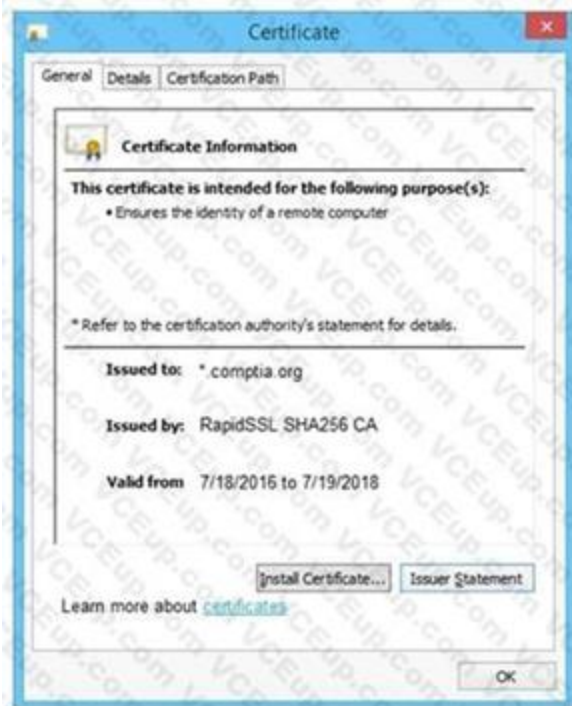 Certificate
General Details Certification Path
Certificate Information
This certificate is intended for the following purpose(s):
• Ensures the identity of a remote computer
* Refer to the certification authority's statement for details.
Issued to: *.comptia.org
Issued by: RapidSSL SHA256 CA
Valid from 7/18/2016 to 7/19/2018
Install Certificate... Issuer Statement
Learn more about certificates
OK
VCEup.com